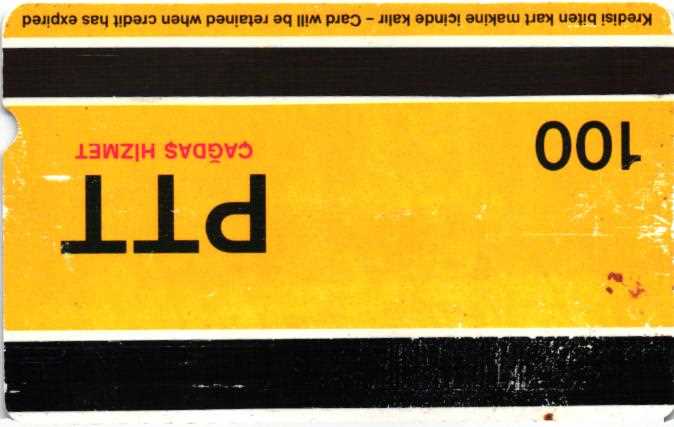 100
PTT
ÇAĞDAŞ HİZMET
Kredisi biten kart makine içinde kalır – Card will be retained when credit has expired